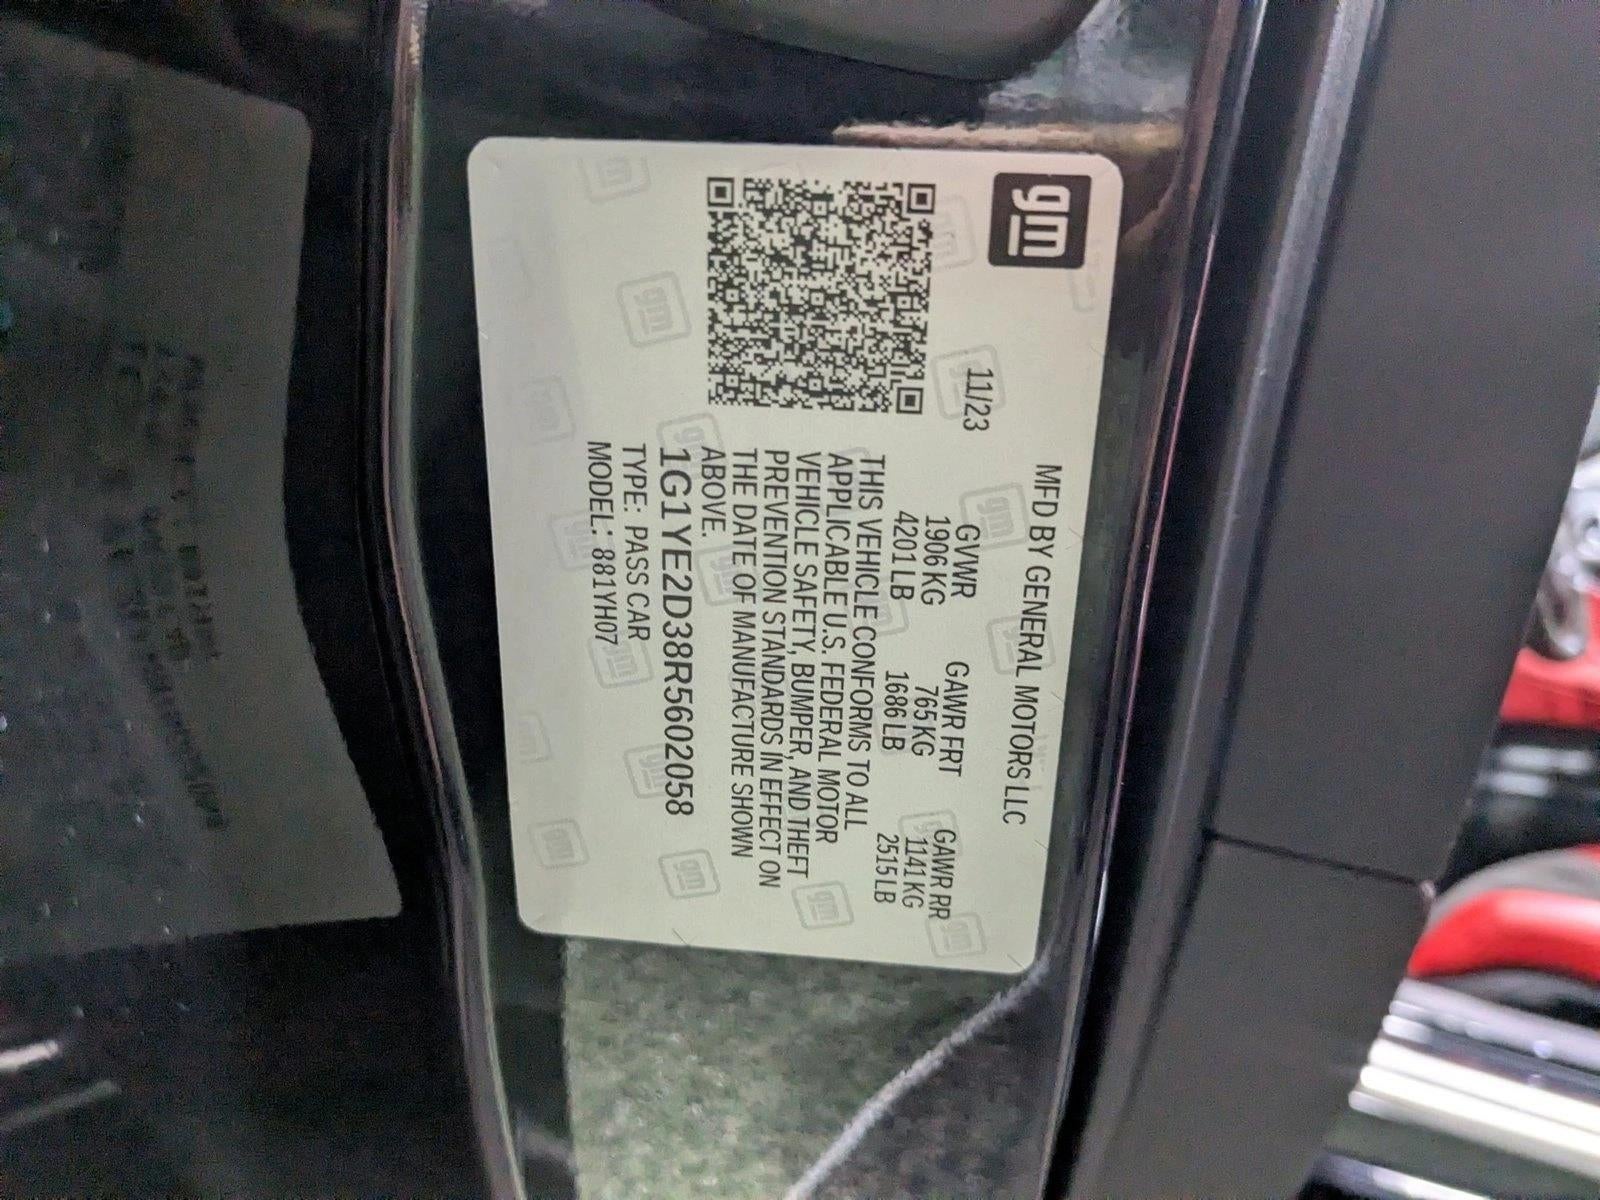 gm
MFD BY GENERAL MOTORS LLC
11/23 GVWR GAWR FRT GAWR RR
1906 KG 765 KG 1141 KG
4201 LB 1686 LB 2515 LB
THIS VEHICLE CONFORMS TO ALL
APPLICABLE U.S. FEDERAL MOTOR
VEHICLE SAFETY, BUMPER, AND THEFT
PREVENTION STANDARDS IN EFFECT ON
THE DATE OF MANUFACTURE SHOWN
ABOVE.
1G1YE2D38R5602058
TYPE: PASS CAR
MODEL: 881YH07